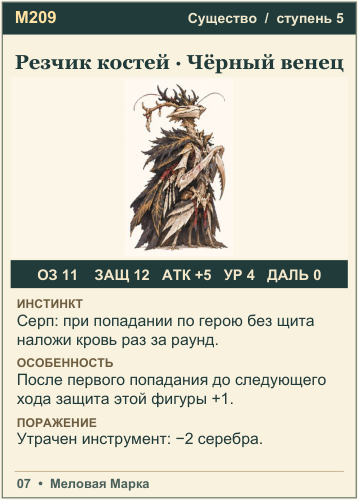 M209
Существо / ступень 5
Резчик костей · Чёрный венец
ОЗ 11 ЗАЩ 12 АТК +5 УР 4 ДАЛЬ 0
ИНСТИНКТ
Серп: при попадании по герою без щита
наложи кровь раз за раунд.
ОСОБЕННОСТЬ
После первого попадания до следующего
хода защита этой фигуры +1.
ПОРАЖЕНИЕ
Утрачен инструмент: −2 серебра.
07 • Меловая Марка